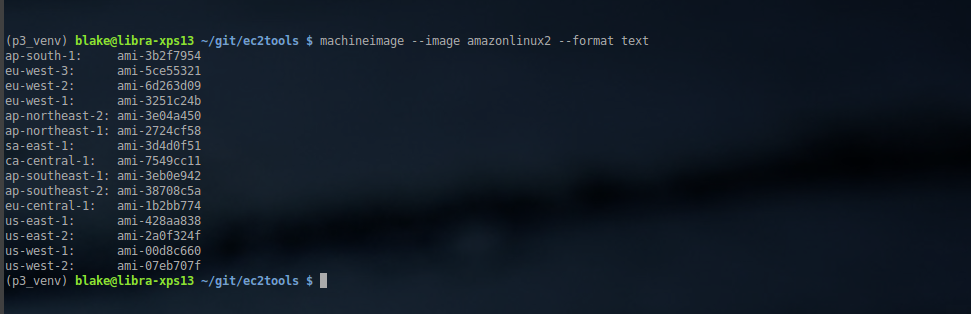 (p3_venv) blake@libra-xps13 ~/git/ec2tools $ machineimage --image amazonlinux2 --format text
ap-south-1:     ami-3b2f7954
eu-west-3:      ami-5ce55321
eu-west-2:      ami-6d263d09
eu-west-1:      ami-3251c24b
ap-northeast-2: ami-3e04a450
ap-northeast-1: ami-2724cf58
sa-east-1:      ami-3d4d0f51
ca-central-1:   ami-7549cc11
ap-southeast-1: ami-3eb0e942
ap-southeast-2: ami-38708c5a
eu-central-1:   ami-1b2bb774
us-east-1:      ami-428aa838
us-east-2:      ami-2a0f324f
us-west-1:      ami-00d8c660
us-west-2:      ami-07eb707f
(p3_venv) blake@libra-xps13 ~/git/ec2tools $